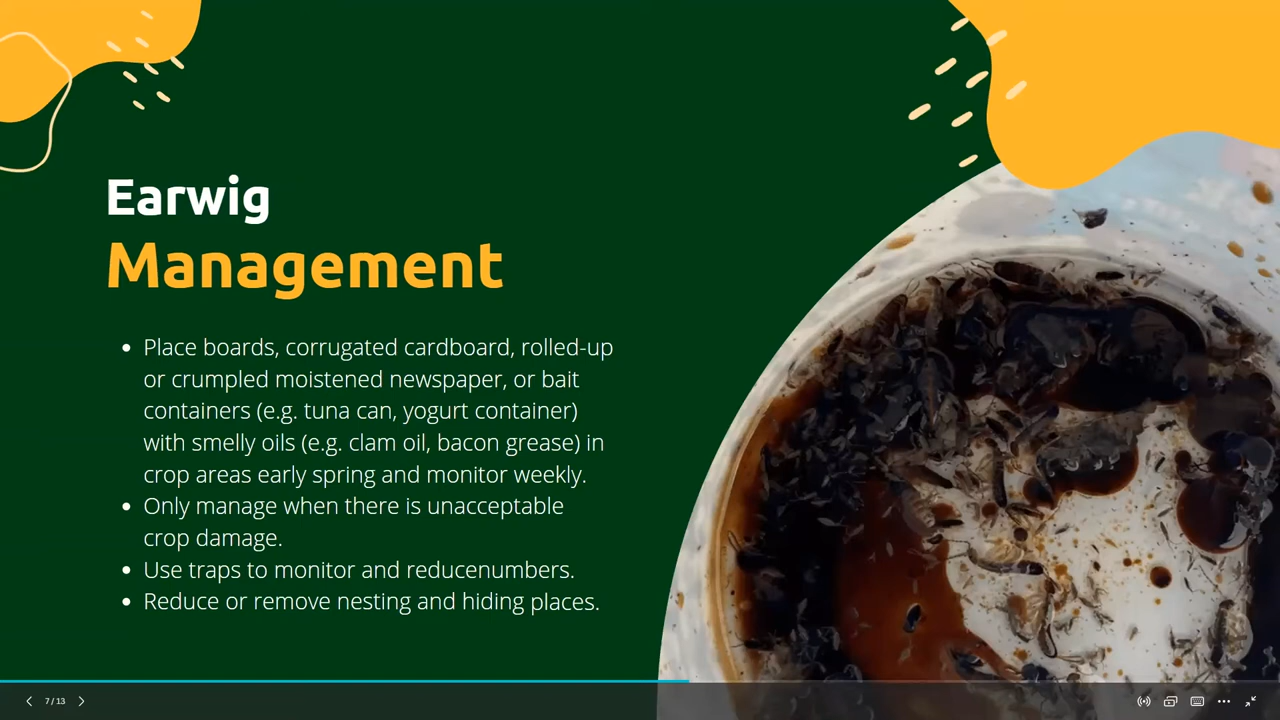 Earwig
Management
• Place boards, corrugated cardboard, rolled-up
or crumpled moistened newspaper, or bait
containers (e.g. tuna can, yogurt container)
with smelly oils (e.g. clam oil, bacon grease) in
crop areas early spring and monitor weekly.
• Only manage when there is unacceptable
crop damage.
• Use traps to monitor and reducenumbers.
• Reduce or remove nesting and hiding places.
7 / 13